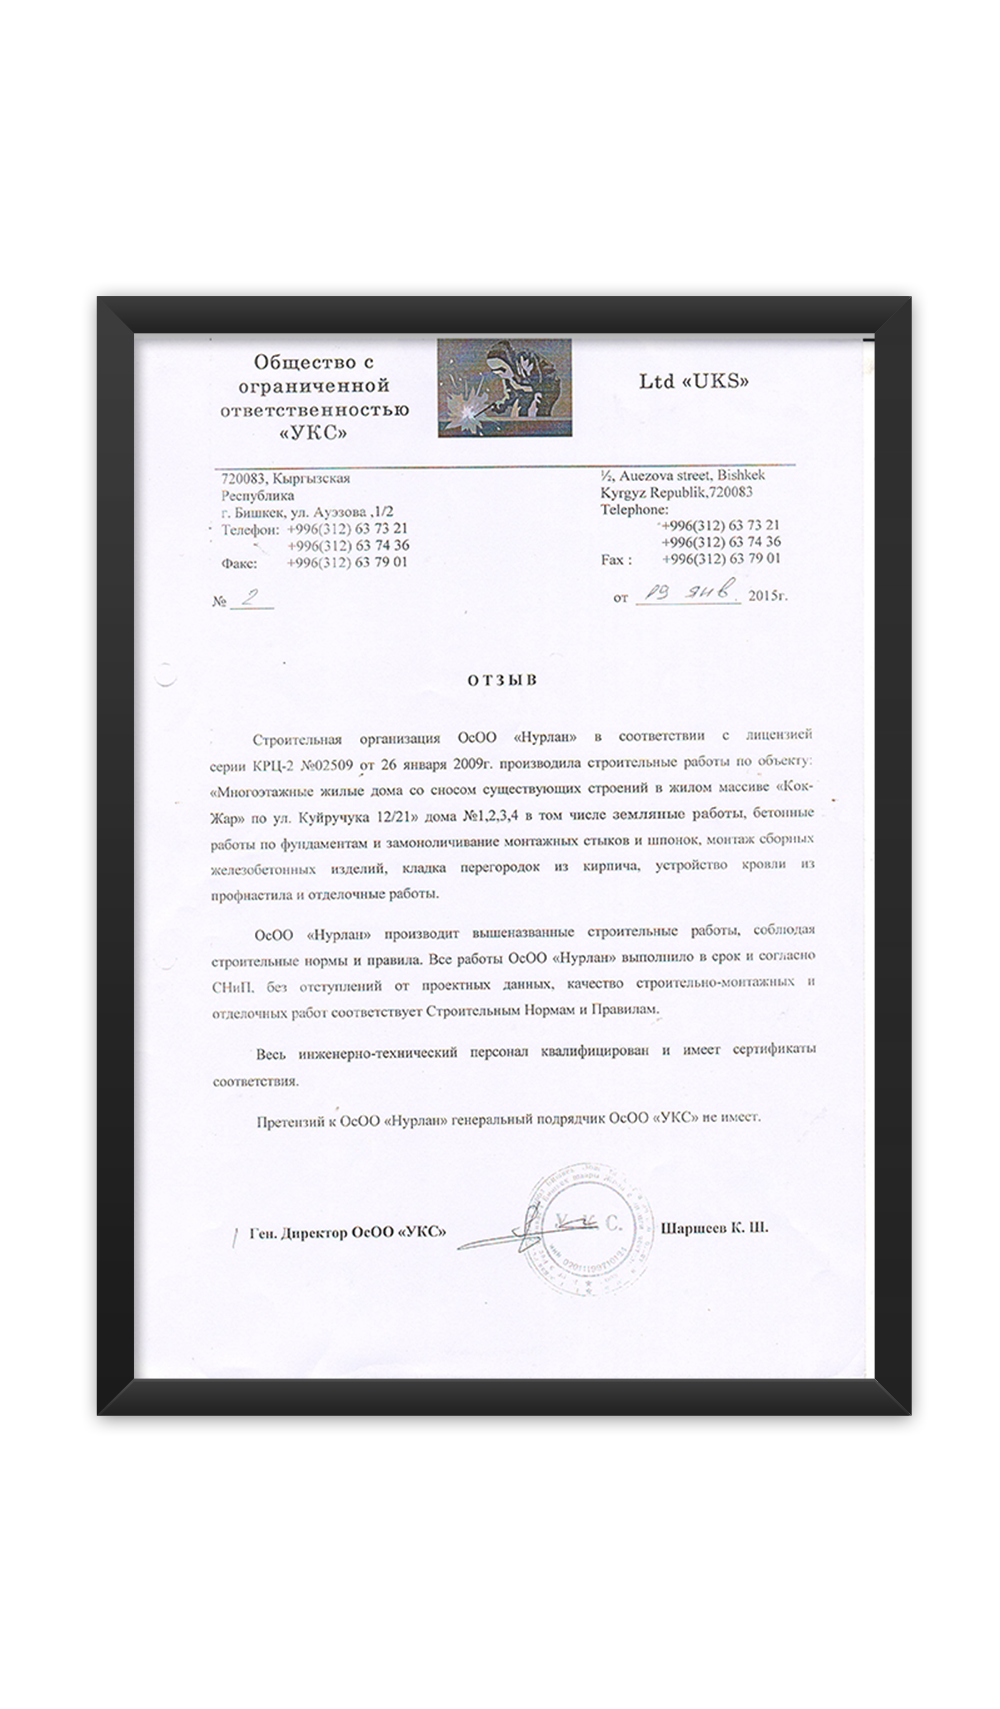 Общество с
ограниченной
ответственностью
«УКС»
Ltd «UKS»
720083, Кыргызская
Республика
г. Бишкек, ул. Ауэзова ,1/2
Телефон: +996(312) 63 73 21
+996(312) 63 74 36
Факс: +996(312) 63 79 01
½, Auezova street, Bishkek
Kyrgyz Republik,720083
Telephone:
+996(312) 63 73 21
+996(312) 63 74 36
Fax : +996(312) 63 79 01
№ 2
от 19 янв. 2015г.
ОТЗЫВ
Строительная организация ОсОО «Нурлан» в соответствии с лицензией
серии КРЦ-2 №02509 от 26 января 2009г. производила строительные работы по объекту:
«Многоэтажные жилые дома со сносом существующих строений в жилом массиве «Кок-
Жар» по ул. Куйручука 12/21» дома №1,2,3,4 в том числе земляные работы, бетонные
работы по фундаментам и замоноличивание монтажных стыков и шпонок, монтаж сборных
железобетонных изделий, кладка перегородок из кирпича, устройство кровли из
профнастила и отделочные работы.
ОсОО «Нурлан» производит вышеназванные строительные работы, соблюдая
строительные нормы и правила. Все работы ОсОО «Нурлан» выполнило в срок и согласно
СНиП, без отступлений от проектных данных, качество строительно-монтажных и
отделочных работ соответствует Строительным Нормам и Правилам.
Весь инженерно-технический персонал квалифицирован и имеет сертификаты
соответствия.
Претензий к ОсОО «Нурлан» генеральный подрядчик ОсОО «УКС» не имеет.
Ген. Директор ОсОО «УКС»
У К С.
Шаршеев К. Ш.